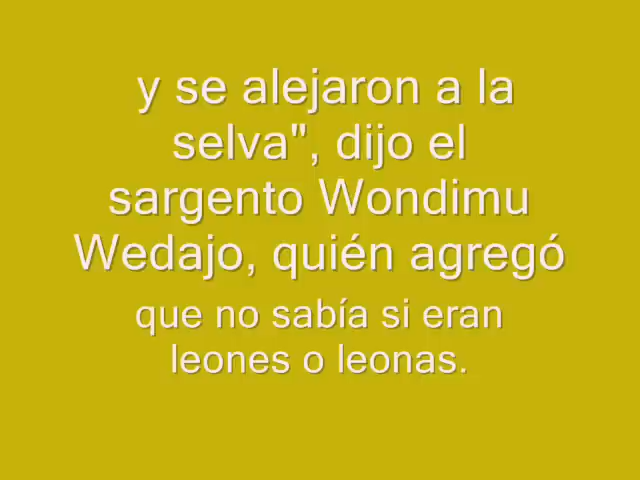 y se alejaron a la
selva", dijo el
sargento Wondimu
Wedajo, quién agregó
que no sabía si eran
leones o leonas.